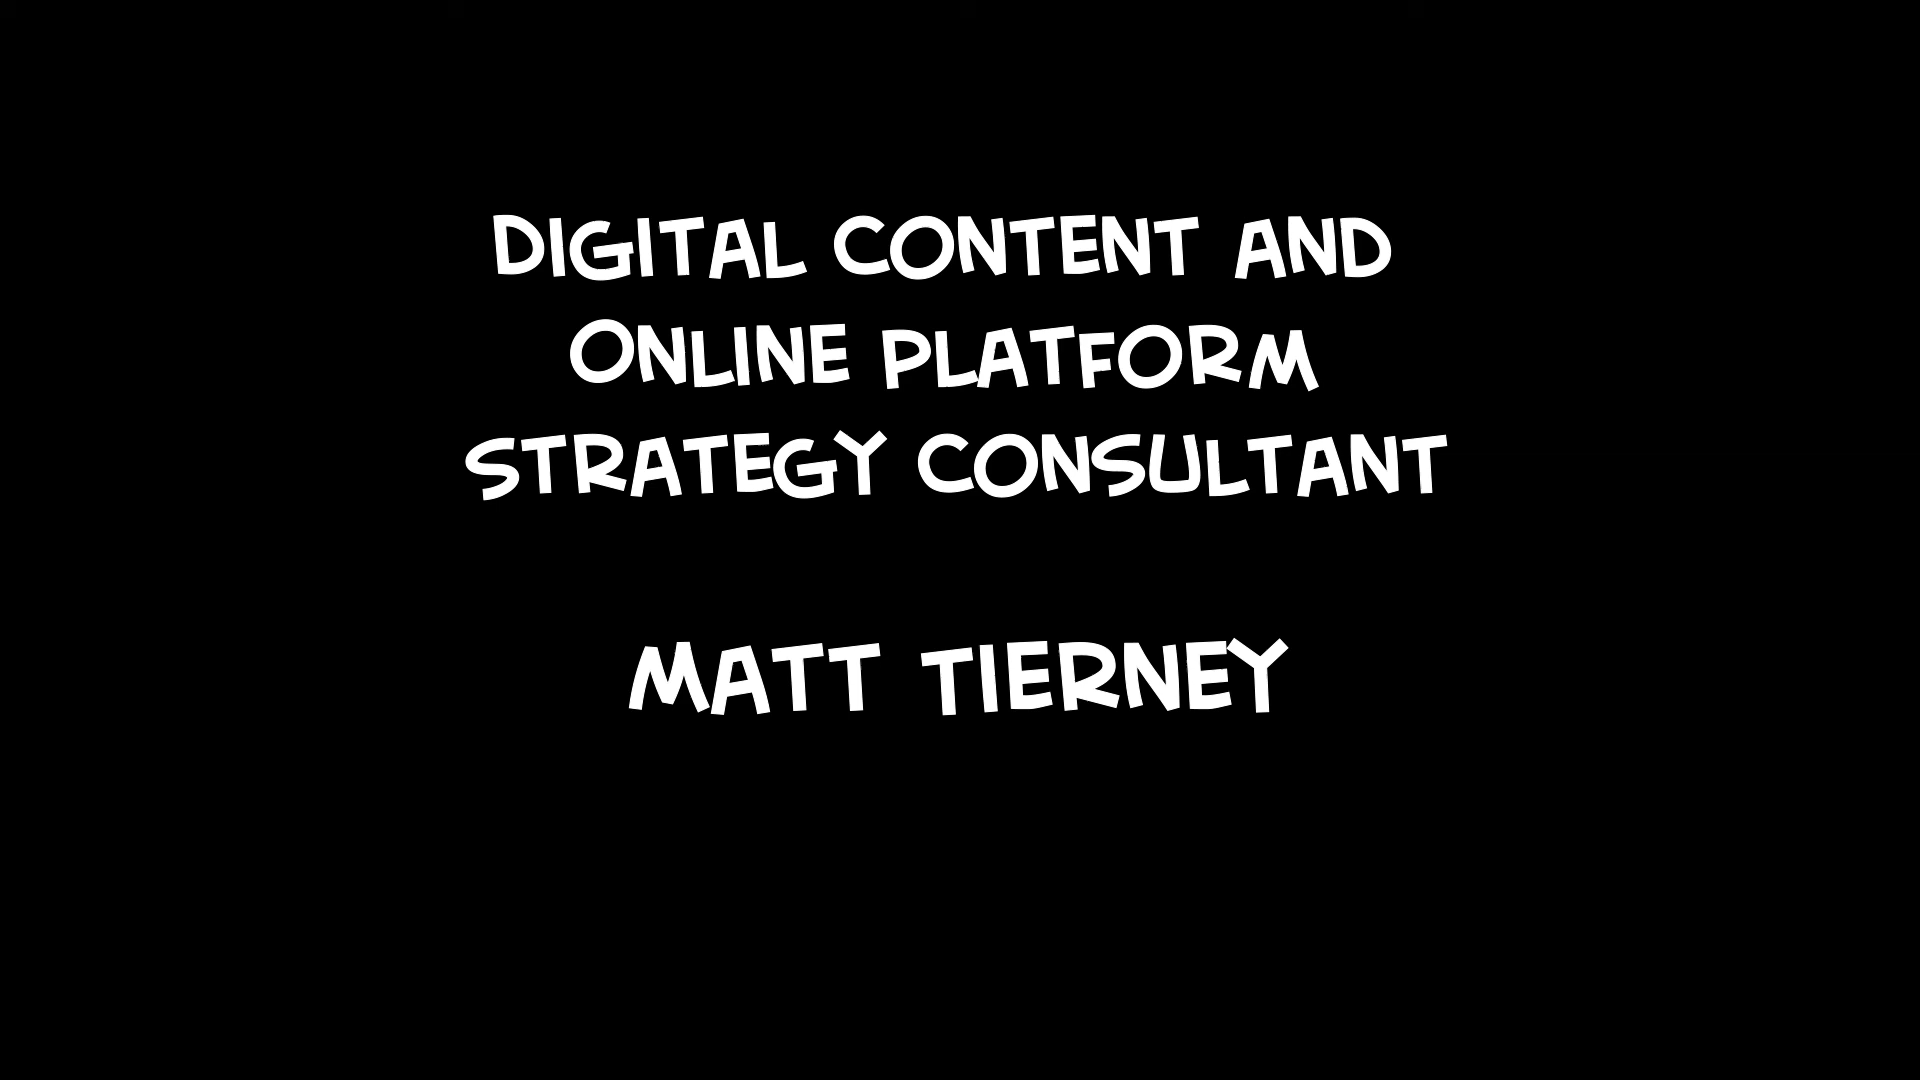 DIGITAL CONTENT AND
ONLINE PLATFORM
STRATEGY CONSULTANT
MATT TIERNEY